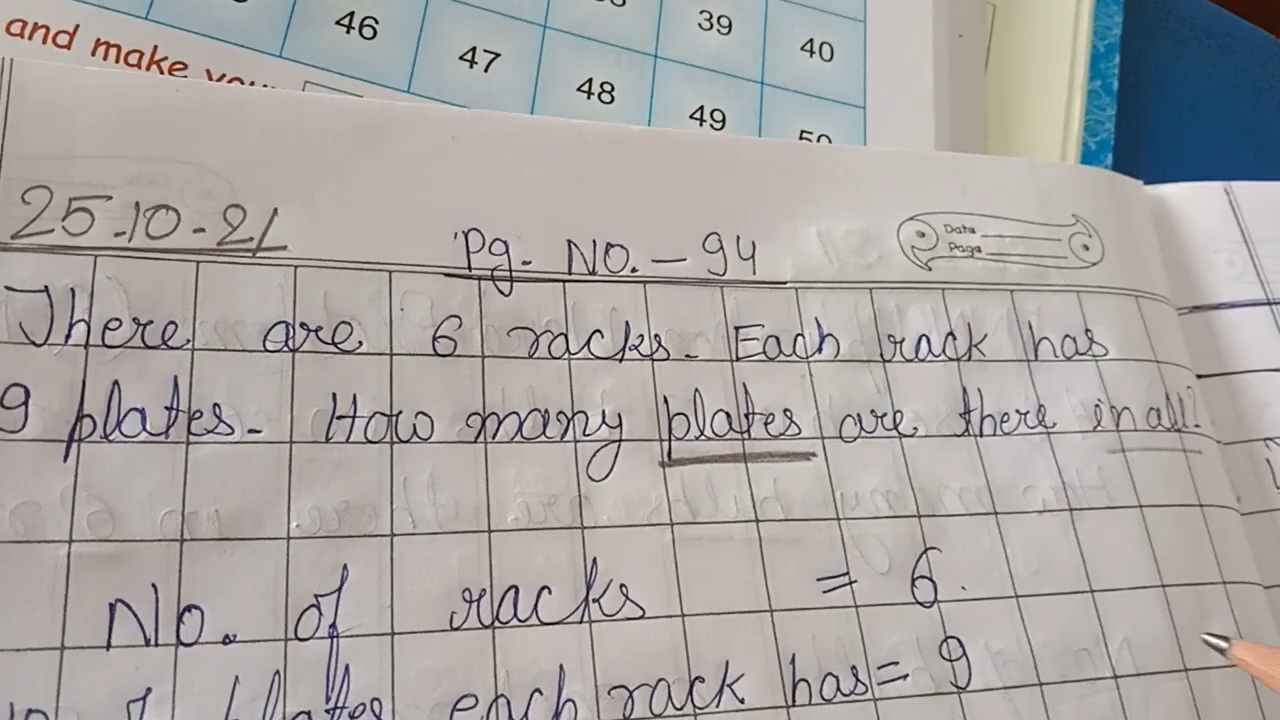 39
46
40
47
48
49
50
and make
25.10-21
Pg. NO. - 94
Date
Page
There are 6 racks. Each rack has
9 plates. How many plates are there in all?
No. of racks = 6.
plates each rack has = 9